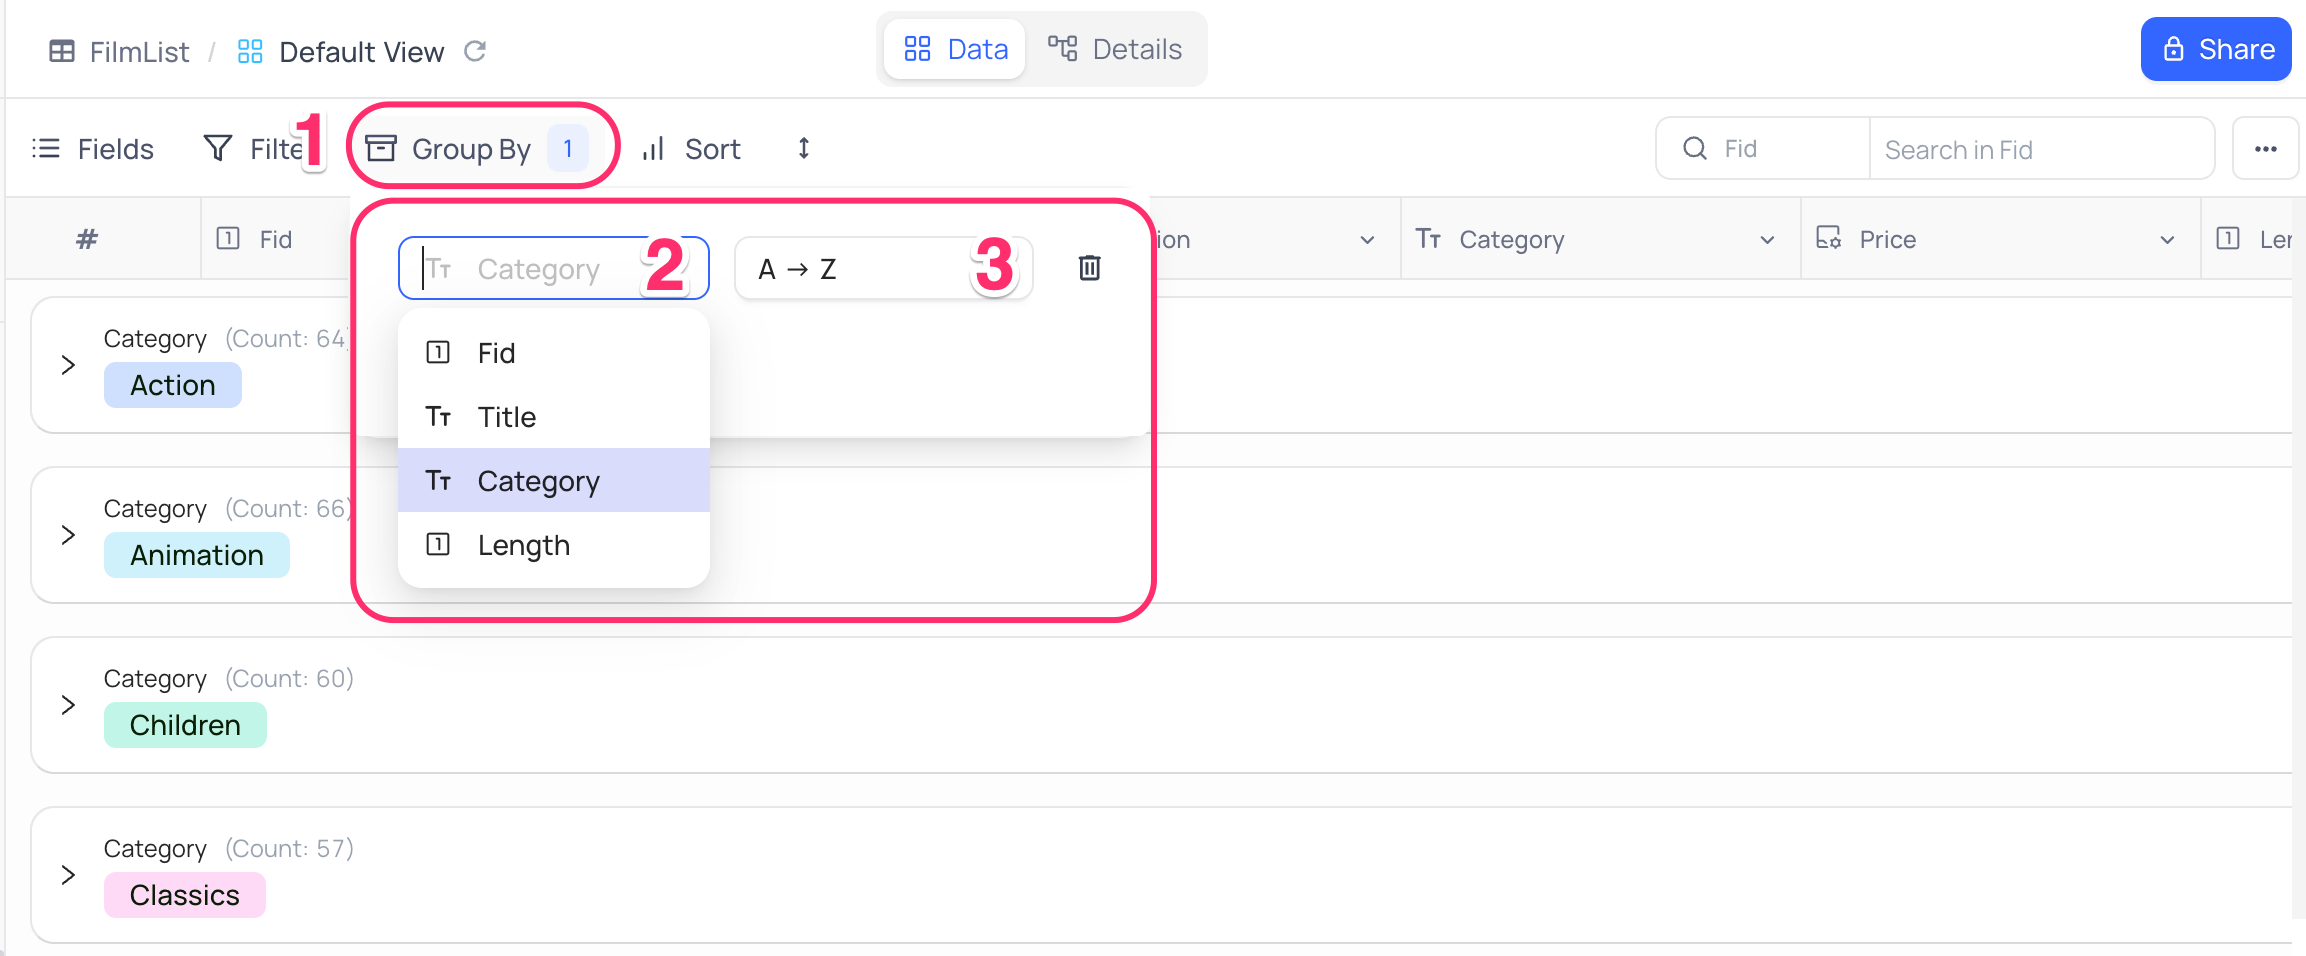 FilmList / Default View
Data
Details
Share
Fields
Filte
1
Group By 1
Sort
Fid
Search in Fid
#
Fid
ion
Category
Price
Ler
Category
2
A → Z
3
Fid
Title
Category
Length
Category (Count: 64)
Action
Category (Count: 66)
Animation
Category (Count: 60)
Children
Category (Count: 57)
Classics